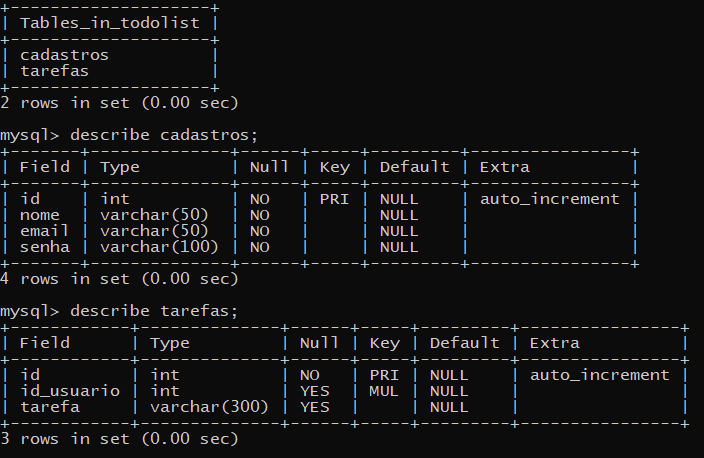 +--------------------+
| Tables_in_todolist |
+--------------------+
| cadastros          |
| tarefas            |
+--------------------+
2 rows in set (0.00 sec)

mysql> describe cadastros;
+-------+--------------+------+-----+---------+----------------+
| Field | Type         | Null | Key | Default | Extra          |
+-------+--------------+------+-----+---------+----------------+
| id    | int          | NO   | PRI | NULL    | auto_increment |
| nome  | varchar(50)  | NO   |     | NULL    |                |
| email | varchar(50)  | NO   |     | NULL    |                |
| senha | varchar(100) | NO   |     | NULL    |                |
+-------+--------------+------+-----+---------+----------------+
4 rows in set (0.00 sec)

mysql> describe tarefas;
+------------+--------------+------+-----+---------+----------------+
| Field      | Type         | Null | Key | Default | Extra          |
+------------+--------------+------+-----+---------+----------------+
| id         | int          | NO   | PRI | NULL    | auto_increment |
| id_usuario | int          | YES  | MUL | NULL    |                |
| tarefa     | varchar(300) | YES  |     | NULL    |                |
+------------+--------------+------+-----+---------+----------------+
3 rows in set (0.00 sec)